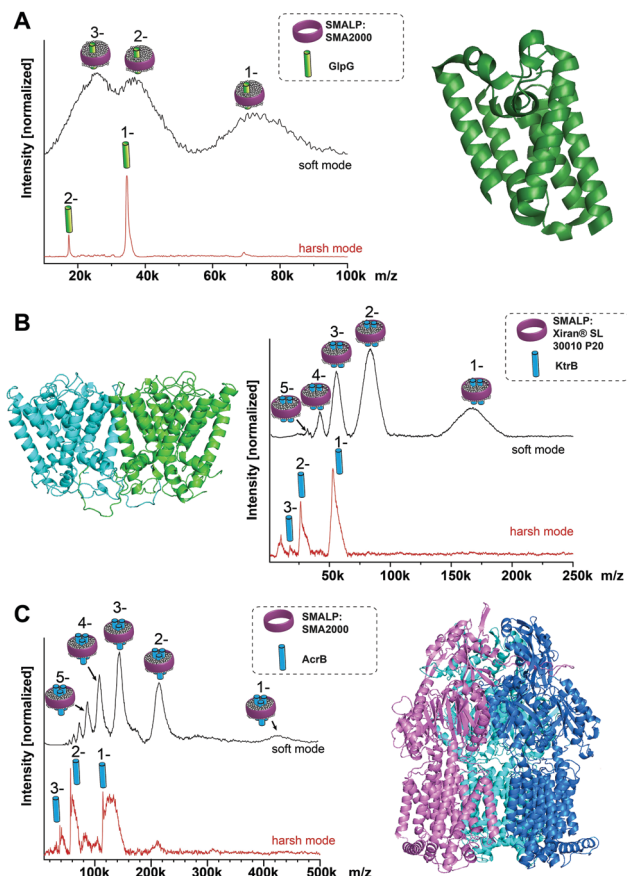 A
3-
2-
1-
SMALP:
SMA2000
GlpG
Intensity [normalized]
soft mode
1-
2-
harsh mode
20k 40k 60k 80k 100k m/z
B
2-
3-
4-
5-
1-
SMALP:
Xiran® SL
30010 P20
KtrB
Intensity [normalized]
soft mode
1-
2-
3-
harsh mode
50k 100k 150k 200k 250k
m/z
C
3-
4-
2-
5-
1-
SMALP:
SMA2000
AcrB
Intensity [normalized]
soft mode
2-
1-
3-
harsh mode
100k 200k 300k 400k 500k
m/z